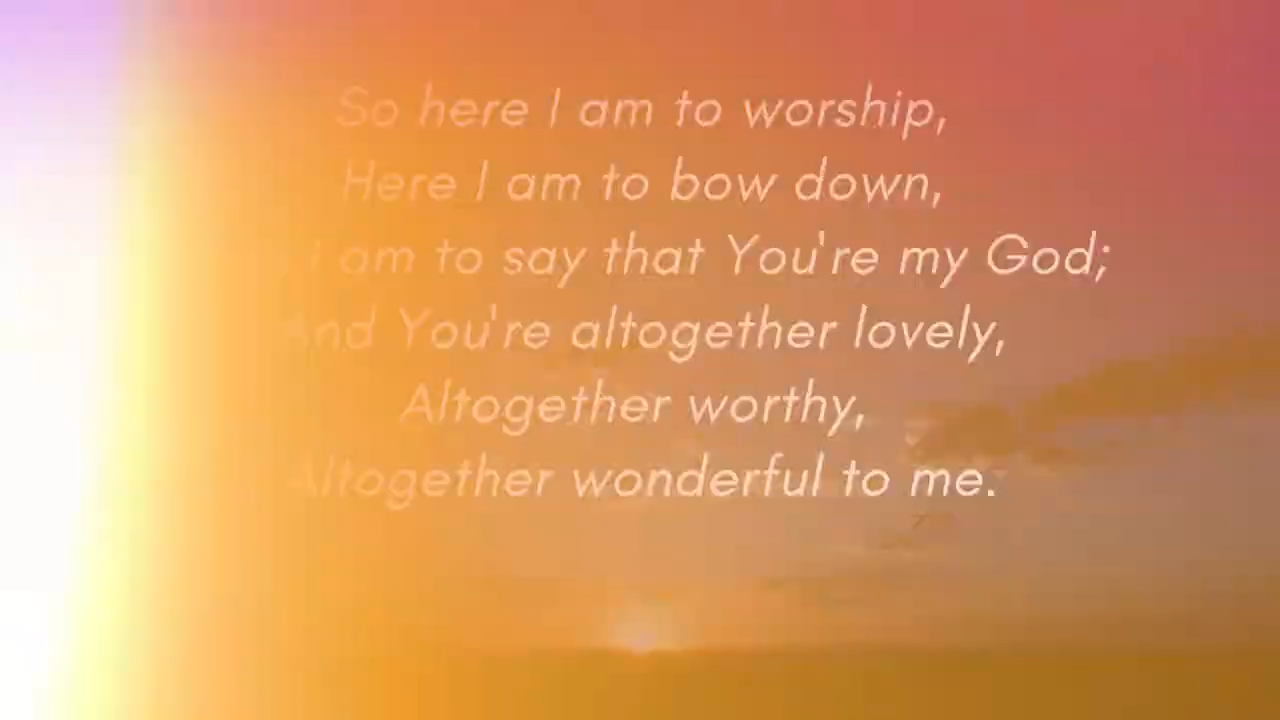 So here I am to worship,
Here I am to bow down,
I am to say that You're my God;
And You're altogether lovely,
Altogether worthy,
Altogether wonderful to me.